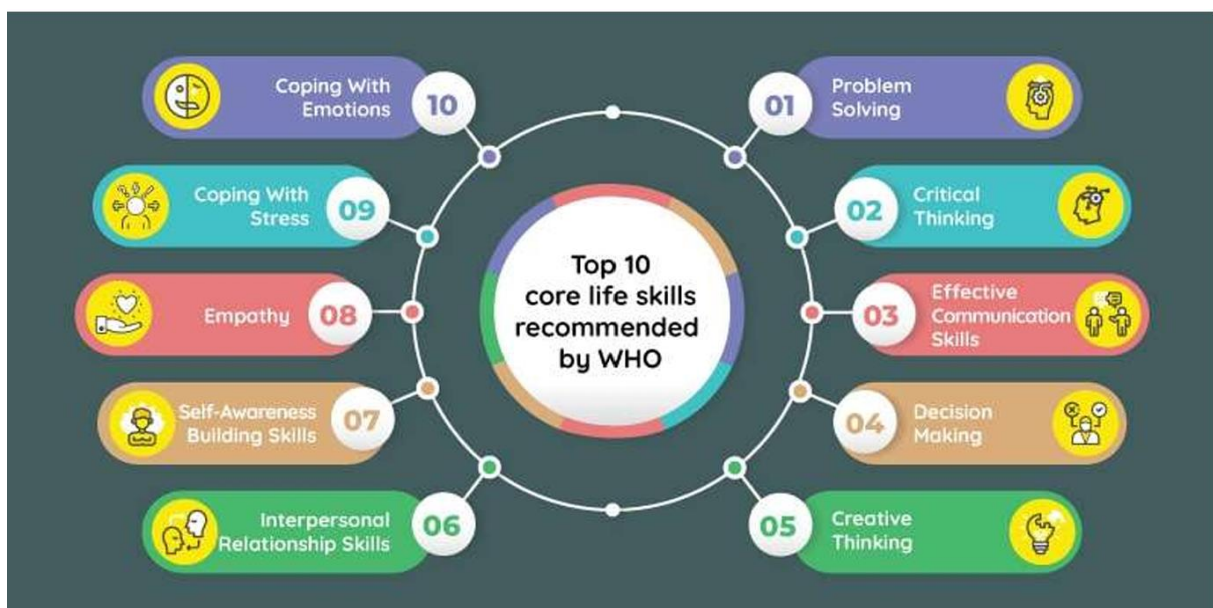 Top 10
core life skills
recommended
by WHO
01
Problem
Solving
02
Critical
Thinking
03
Effective
Communication
Skills
04
Decision
Making
05
Creative
Thinking
06
Interpersonal
Relationship Skills
07
Self-Awareness
Building Skills
08
Empathy
09
Coping With
Stress
10
Coping With
Emotions